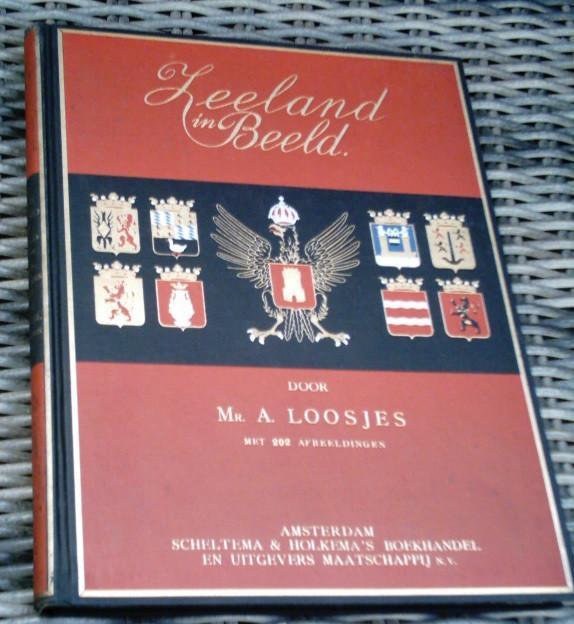 Zeeland
in Beeld.
DOOR
MR. A. LOOSJES
MET 202 AFBEELDINGEN
AMSTERDAM
SCHELTEMA & HOLKEMA'S BOEKHANDEL
EN UITGEVERS MAATSCHAPPIJ N.V.